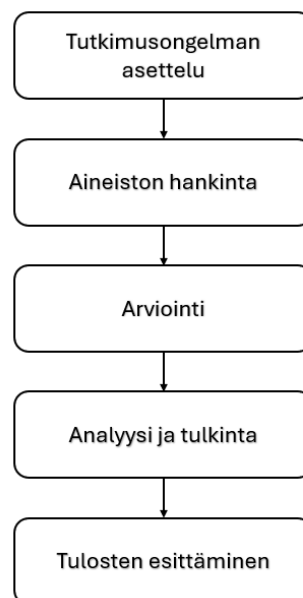 Tutkimusongelman
asettelu
Aineiston hankinta
Arviointi
Analyysi ja tulkinta
Tulosten esittäminen